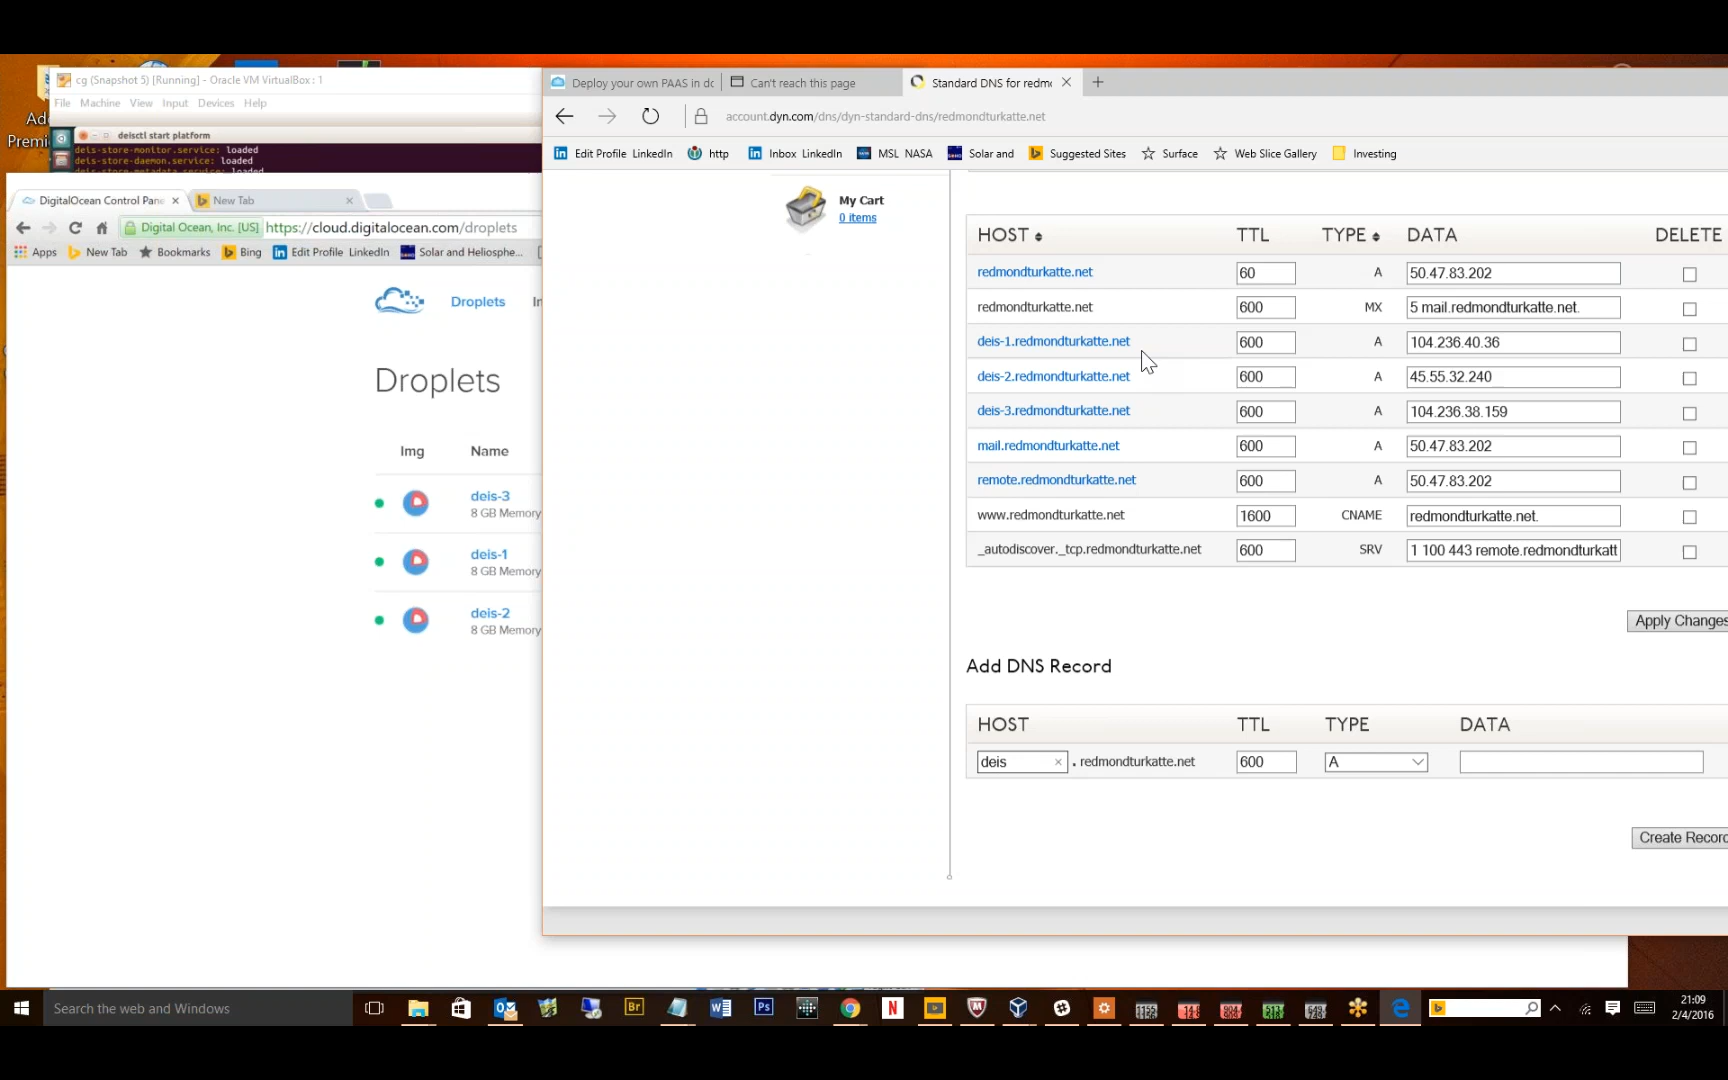 cg (Snapshot 5) [Running] - Oracle VM VirtualBox : 1
File Machine View Input Devices Help
deisctl start platform
deis-store-monitor.service: loaded
deis-store-daemon.service: loaded
deis-store-metadata.service: loaded
DigitalOcean Control Pane
New Tab
Digital Ocean, Inc. [US] https://cloud.digitalocean.com/droplets
Apps New Tab Bookmarks Bing Edit Profile LinkedIn Solar and Heliosphe...
Droplets
Droplets
Img Name
deis-3
8 GB Memory
deis-1
8 GB Memory
deis-2
8 GB Memory
Deploy your own PAAS in dc
Can't reach this page
Standard DNS for redmo
account.dyn.com/dns/dyn-standard-dns/redmondturkatte.net
Edit Profile LinkedIn http Inbox LinkedIn MSL NASA Solar and Suggested Sites Surface Web Slice Gallery Investing
My Cart
0 items
HOST TTL TYPE DATA DELETE
redmondturkatte.net 60 A 50.47.83.202
redmondturkatte.net 600 MX 5 mail.redmondturkatte.net.
deis-1.redmondturkatte.net 600 A 104.236.40.36
deis-2.redmondturkatte.net 600 A 45.55.32.240
deis-3.redmondturkatte.net 600 A 104.236.38.159
mail.redmondturkatte.net 600 A 50.47.83.202
remote.redmondturkatte.net 600 A 50.47.83.202
www.redmondturkatte.net 1600 CNAME redmondturkatte.net.
_autodiscover._tcp.redmondturkatte.net 600 SRV 1 100 443 remote.redmondturkatt
Apply Changes
Add DNS Record
HOST TTL TYPE DATA
deis . redmondturkatte.net 600 A
Create Record
Search the web and Windows
21:09
2/4/2016